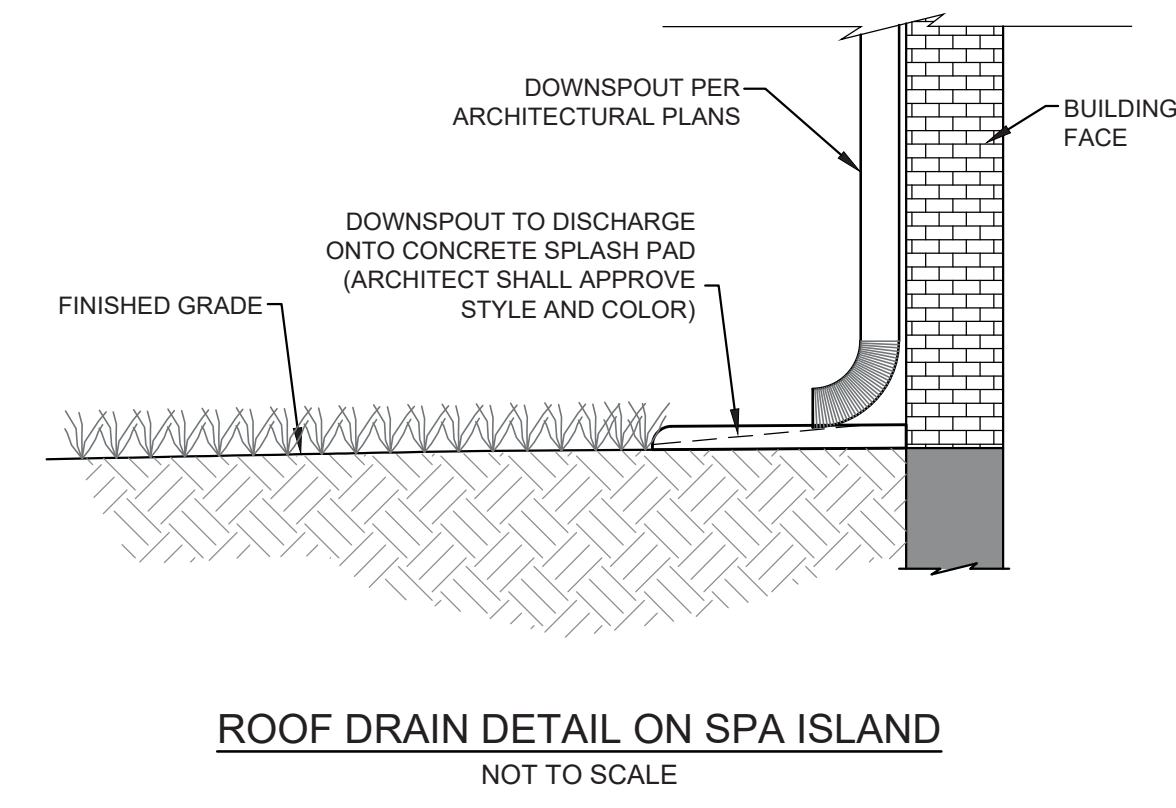 DOWNSPOUT PER
ARCHITECTURAL PLANS
BUILDING
FACE
DOWNSPOUT TO DISCHARGE
ONTO CONCRETE SPLASH PAD
(ARCHITECT SHALL APPROVE
STYLE AND COLOR)
FINISHED GRADE
ROOF DRAIN DETAIL ON SPA ISLAND
NOT TO SCALE